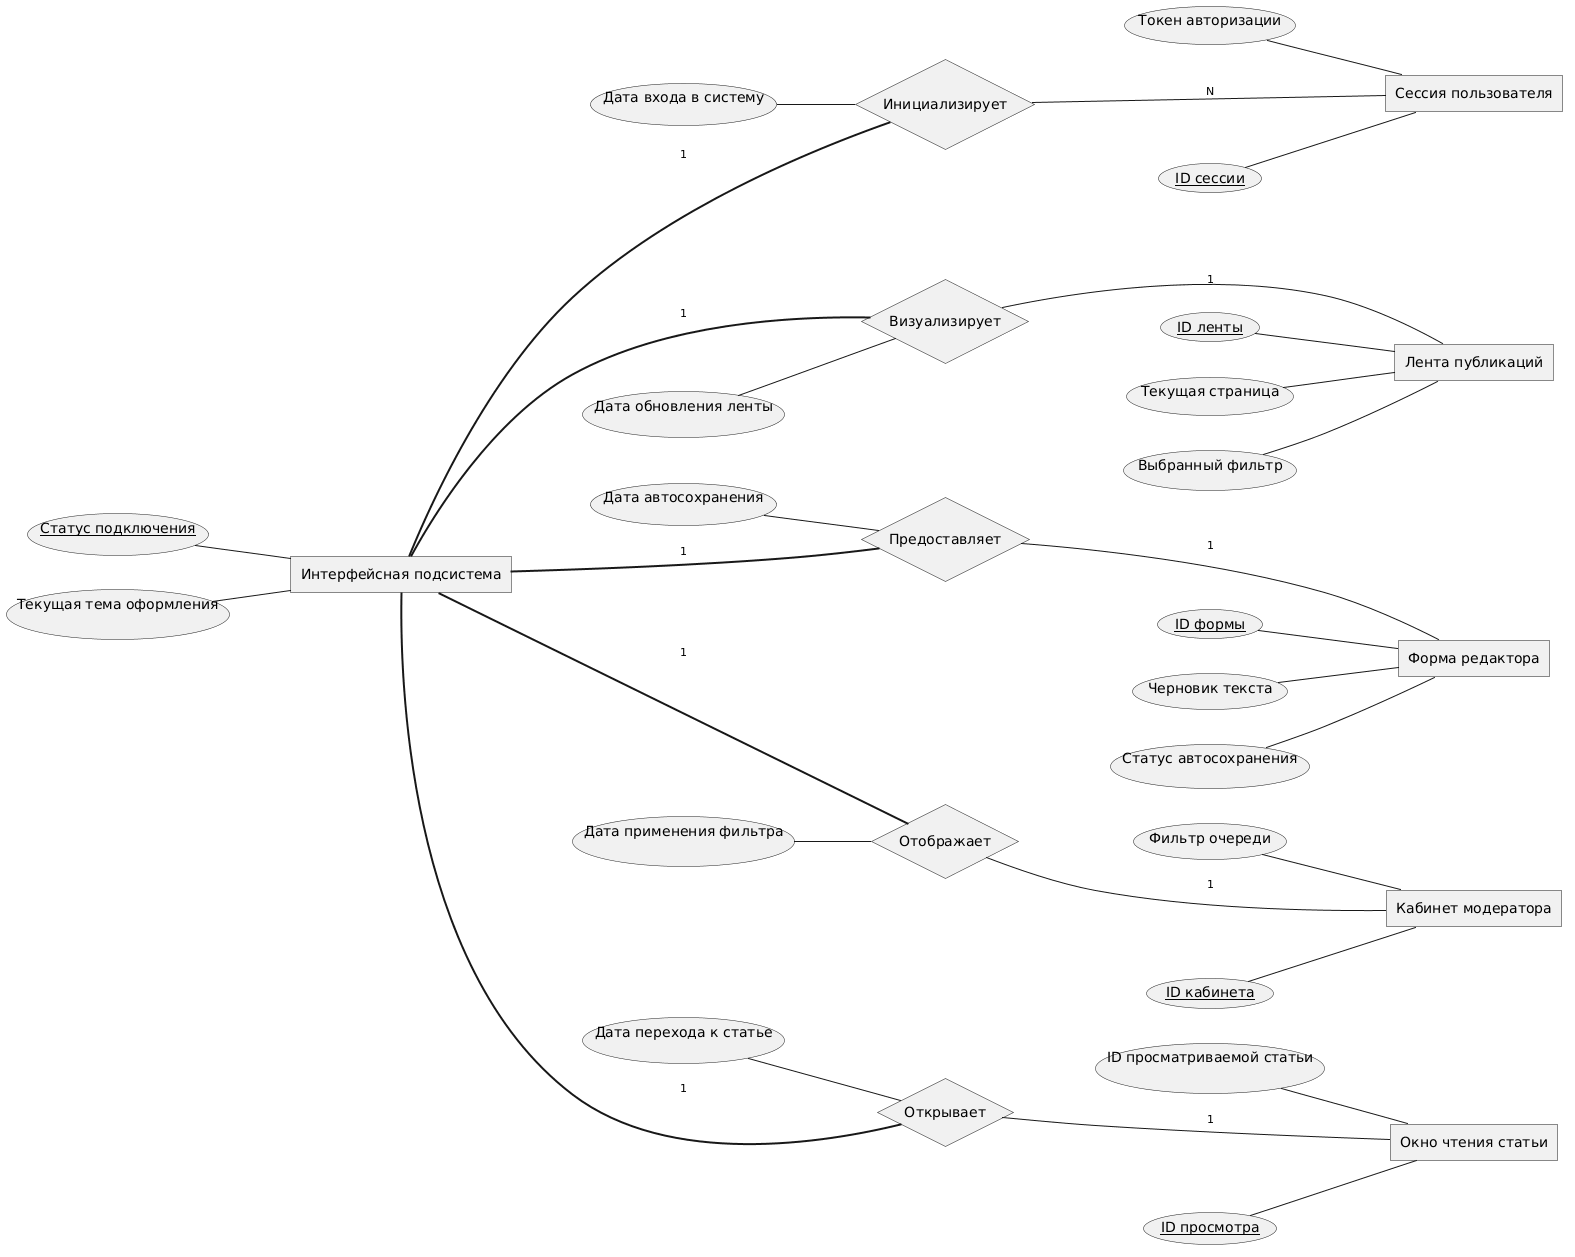 Токен авторизации
Сессия пользователя
Дата входа в систему
Инициализирует
N
1
ID сессии
1
Визуализирует
1
ID ленты
Лента публикаций
Текущая страница
Дата обновления ленты
Выбранный фильтр
Дата автосохранения
Статус подключения
Предоставляет
1
1
Интерфейсная подсистема
Текущая тема оформления
ID формы
Форма редактора
1
Черновик текста
Статус автосохранения
Дата применения фильтра
Отображает
Фильтр очереди
1
Кабинет модератора
ID кабинета
Дата перехода к статье
ID просматриваемой статьи
1
Открывает
1
Окно чтения статьи
ID просмотра